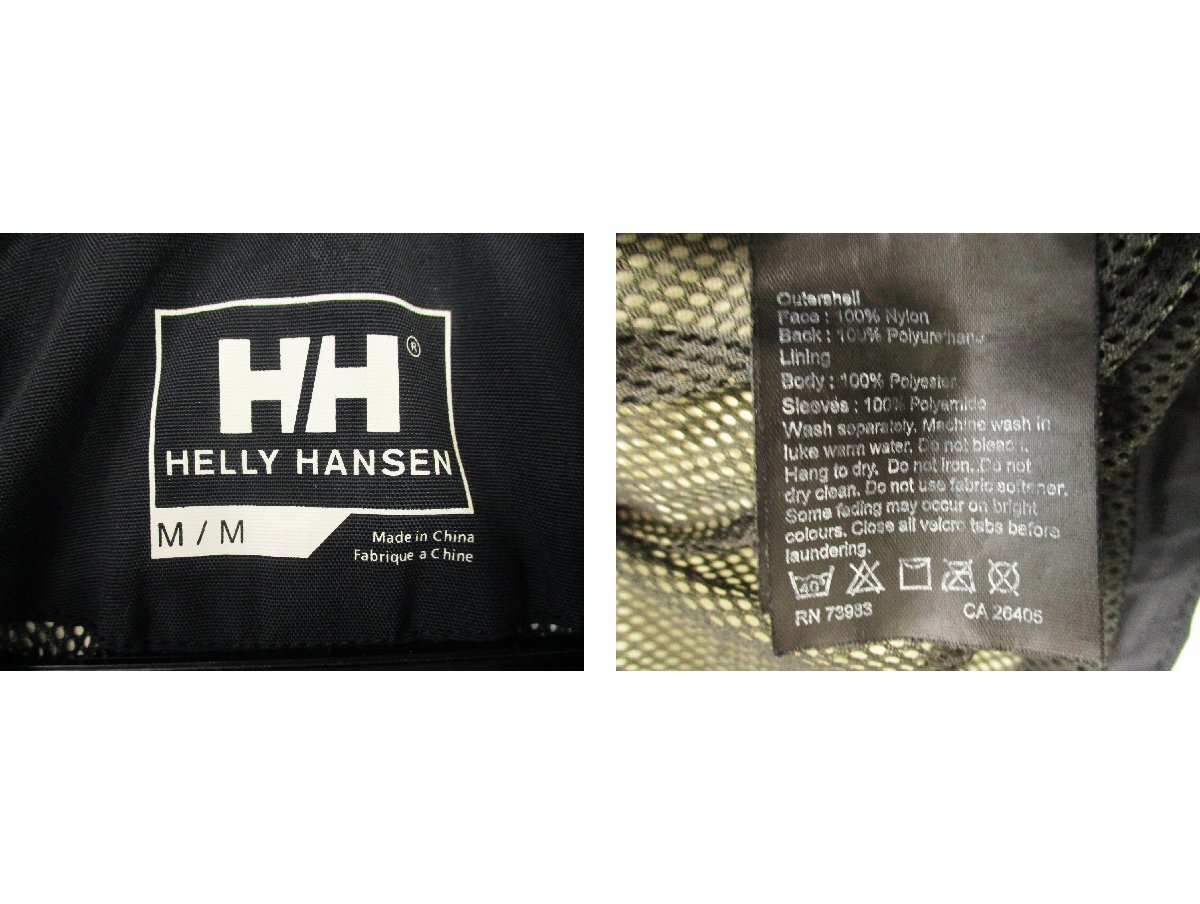 HH®
HELLY HANSEN
M / M
Made in China
Fabrique a Chine
Outershell
Face : 100% Nylon
Back : 100% Polyurethane
Lining
Body : 100% Polyester
Sleeves : 100% Polyamide
Wash separately. Machine wash in
luke warm water. Do not bleach.
Hang to dry. Do not iron. Do not
dry clean. Do not use fabric softener.
Some fading may occur on bright
colours. Close all velcro tabs before
laundering.
40°
RN 73983 CA 26405